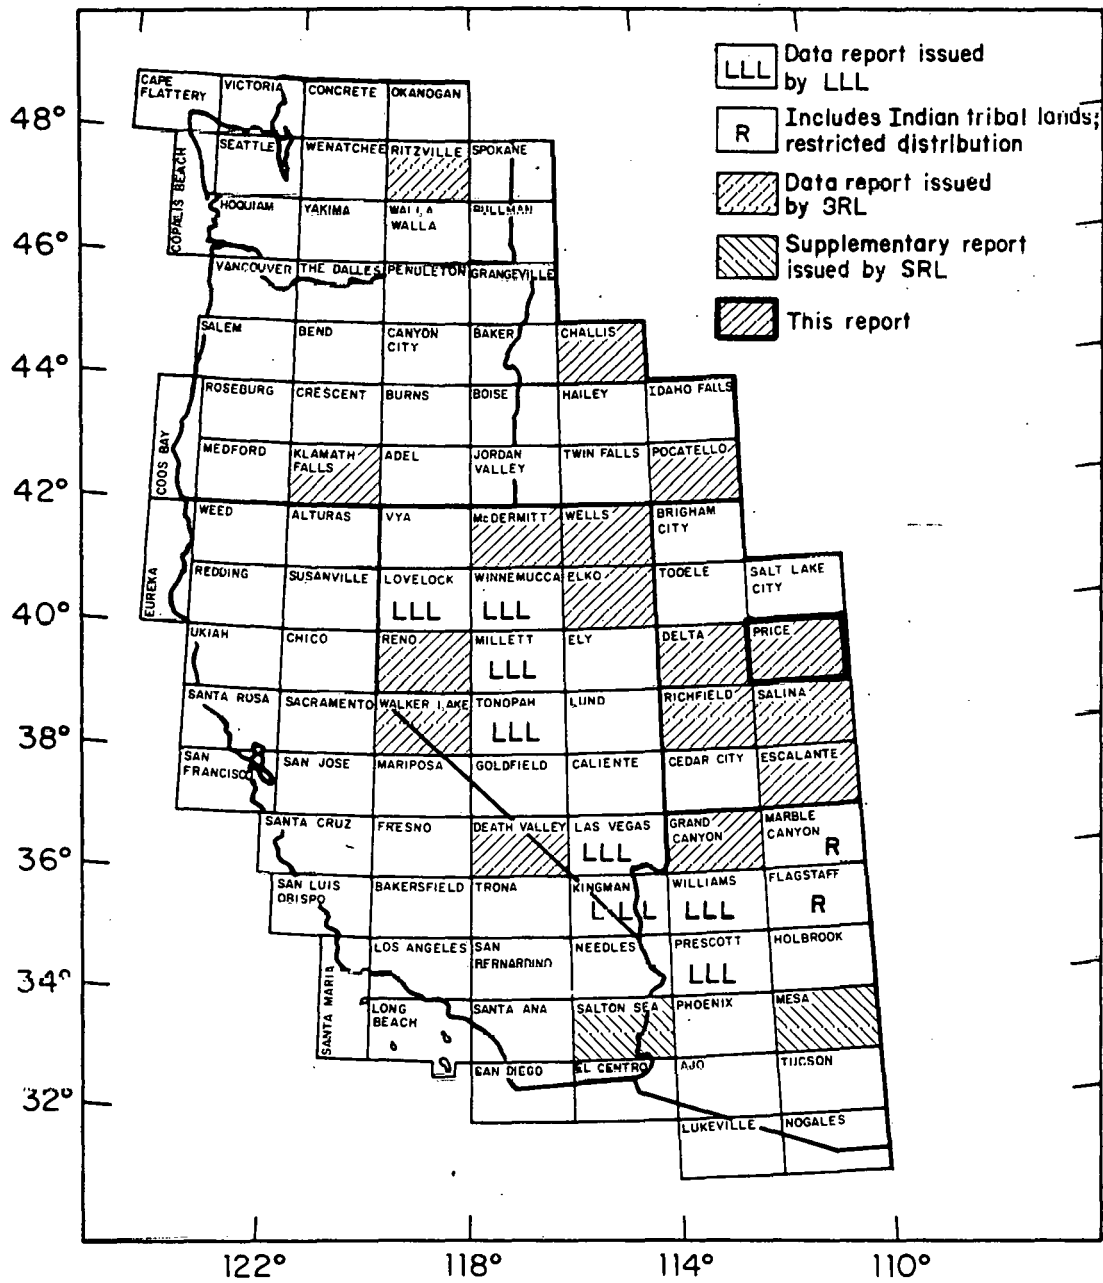 LLL Data report issued
by LLL
R Includes Indian tribal lands;
restricted distribution
Data report issued
by SRL
Supplementary report
issued by SRL
This report
CAPE
FLATTERY
VICTORIA
CONCRETE
OKANOGAN
48°
COPALIS BEACH
SEATTLE
WENATCHEE
RITZVILLE
SPOKANE
HOQUIAM
YAKIMA
WALLA
WALLA
PULLMAN
46°
VANCOUVER
THE DALLES
PENDLETON
GRANGEVILLE
SALEM
BEND
CANYON
CITY
BAKER
CHALLIS
44°
COOS BAY
ROSEBURG
CRESCENT
BURNS
BOISE
HAILEY
IDAHO FALLS
MEDFORD
KLAMATH
FALLS
ADEL
JORDAN
VALLEY
TWIN FALLS
POCATELLO
42°
EUREKA
WEED
ALTURAS
VYA
McDERMITT
WELLS
BRIGHAM
CITY
REDDING
SUSANVILLE
LOVELOCK
LLL
WINNEMUCCA
LLL
ELKO
TOOELE
SALT LAKE
CITY
40°
UKIAH
CHICO
RENO
MILLETT
LLL
ELY
DELTA
PRICE
SANTA ROSA
SACRAMENTO
WALKER LAKE
TONOPAH
LLL
LUND
RICHFIELD
SALINA
38°
SAN
FRANCISCO
SAN JOSE
MARIPOSA
GOLDFIELD
CALIENTE
CEDAR CITY
ESCALANTE
SANTA CRUZ
FRESNO
DEATH VALLEY
LAS VEGAS
LLL
GRAND
CANYON
MARBLE
CANYON
R
36°
SAN LUIS
OBISPO
BAKERSFIELD
TRONA
KINGMAN
LLL
WILLIAMS
LLL
FLAGSTAFF
R
SANTA MARIA
LOS ANGELES
SAN
BERNARDINO
NEEDLES
PRESCOTT
LLL
HOLBROOK
34°
LONG
BEACH
SANTA ANA
SALTON SEA
PHOENIX
MESA
SAN DIEGO
EL CENTRO
AJO
TUCSON
32°
LUKEVILLE
NOGALES
122°
118°
114°
110°